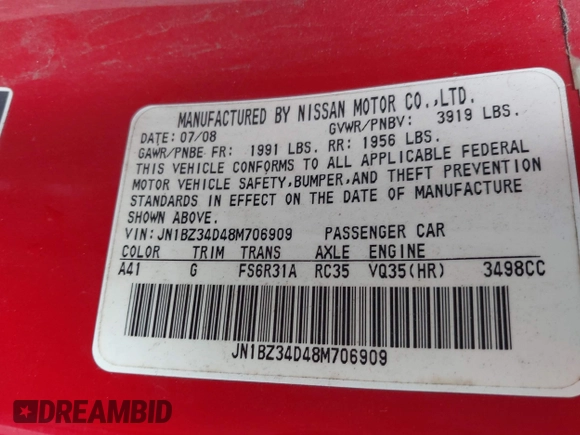 MANUFACTURED BY NISSAN MOTOR CO.,LTD.
DATE: 07/08 GVWR/PNBV: 3919 LBS.
GAWR/PNBE FR: 1991 LBS. RR: 1956 LBS.
THIS VEHICLE CONFORMS TO ALL APPLICABLE FEDERAL
MOTOR VEHICLE SAFETY,BUMPER,AND THEFT PREVENTION
STANDARDS IN EFFECT ON THE DATE OF MANUFACTURE
SHOWN ABOVE.
VIN: JN1BZ34D48M706909 PASSENGER CAR
COLOR TRIM TRANS AXLE ENGINE
A41 G FS6R31A RC35 VQ35(HR) 3498CC
JN1BZ34D48M706909
DREAMBID